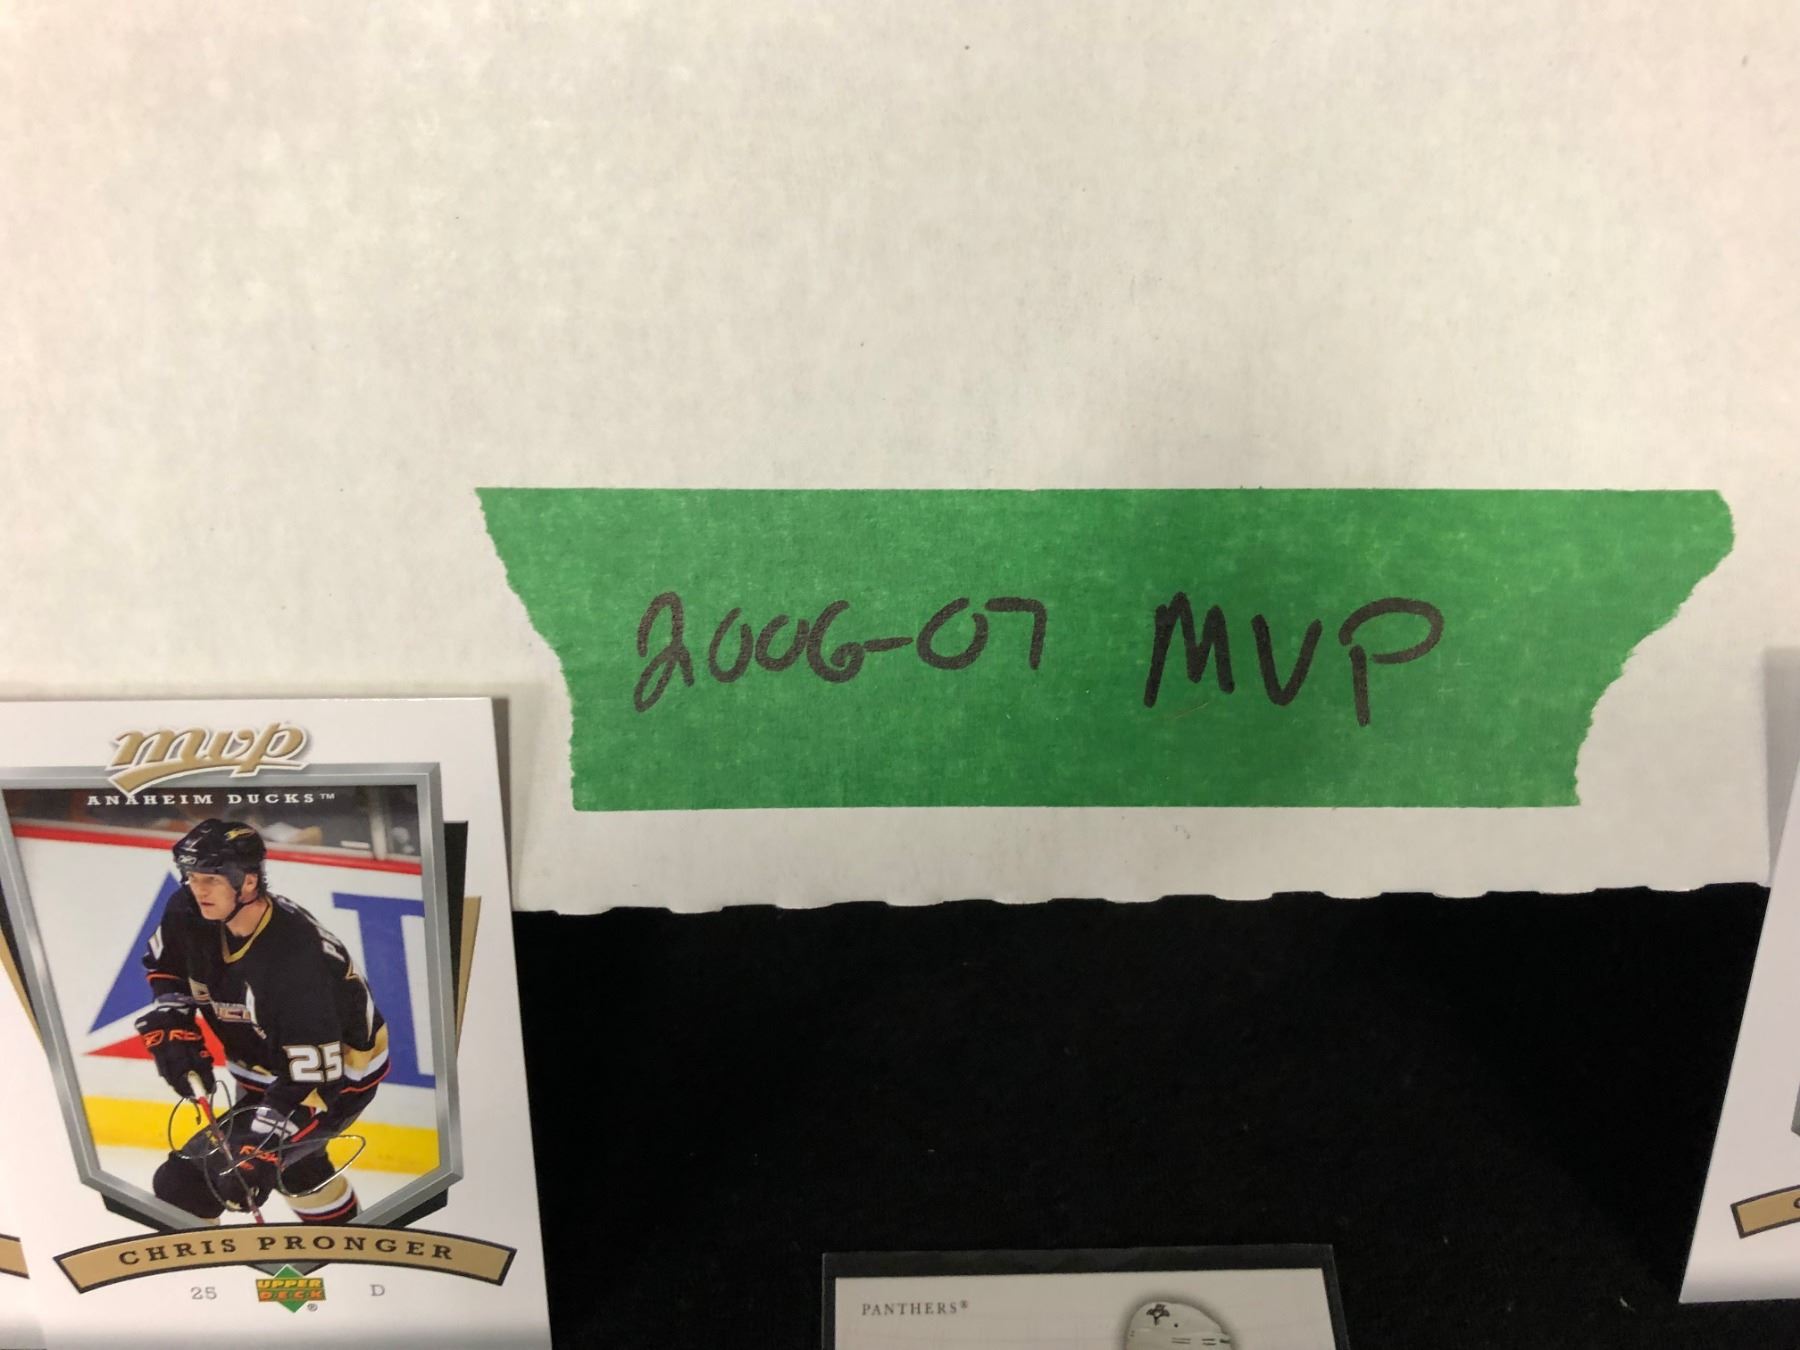 2006-07 MVP
mvp
ANAHEIM DUCKS™
25
CHRIS PRONGER
25 UPPER DECK® D
PANTHERS®